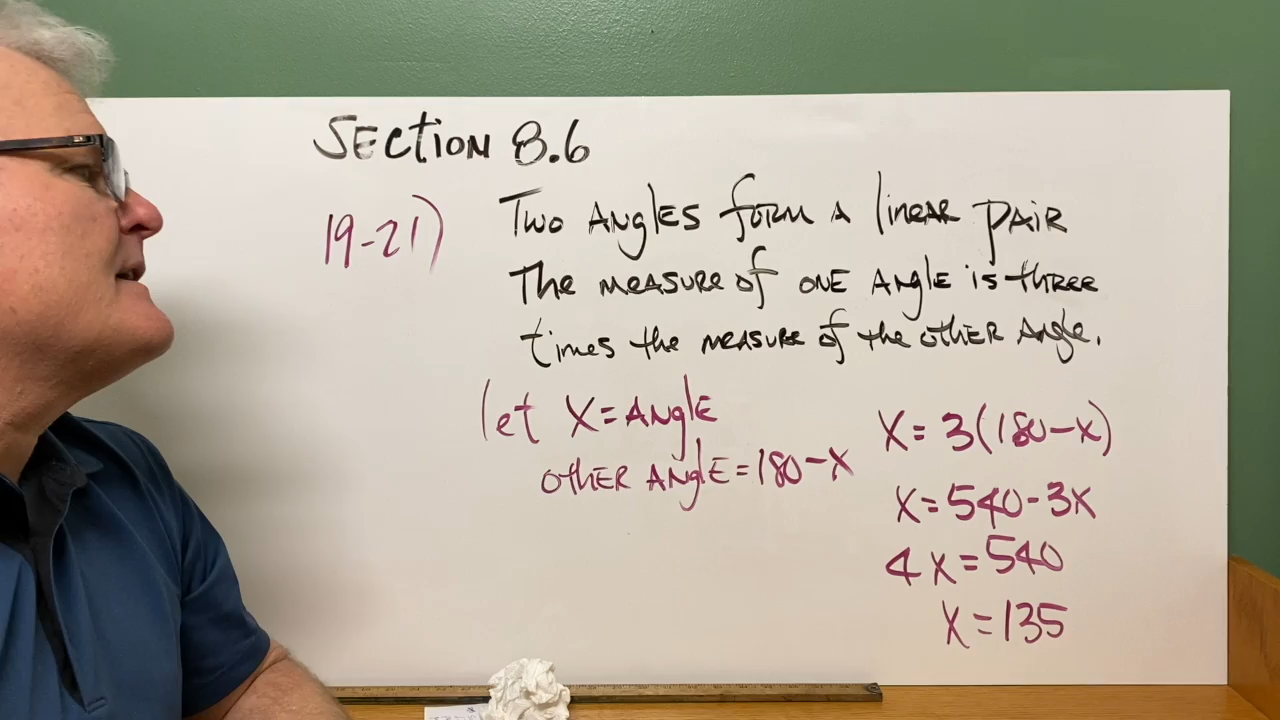 SECTION 8.6
19-21)
Two Angles form a linear pair
The measure of one Angle is three
times the measure of the other Angle.
let X = Angle
other Angle = 180 - X
X = 3(180 - X)
X = 540 - 3X
4X = 540
X = 135